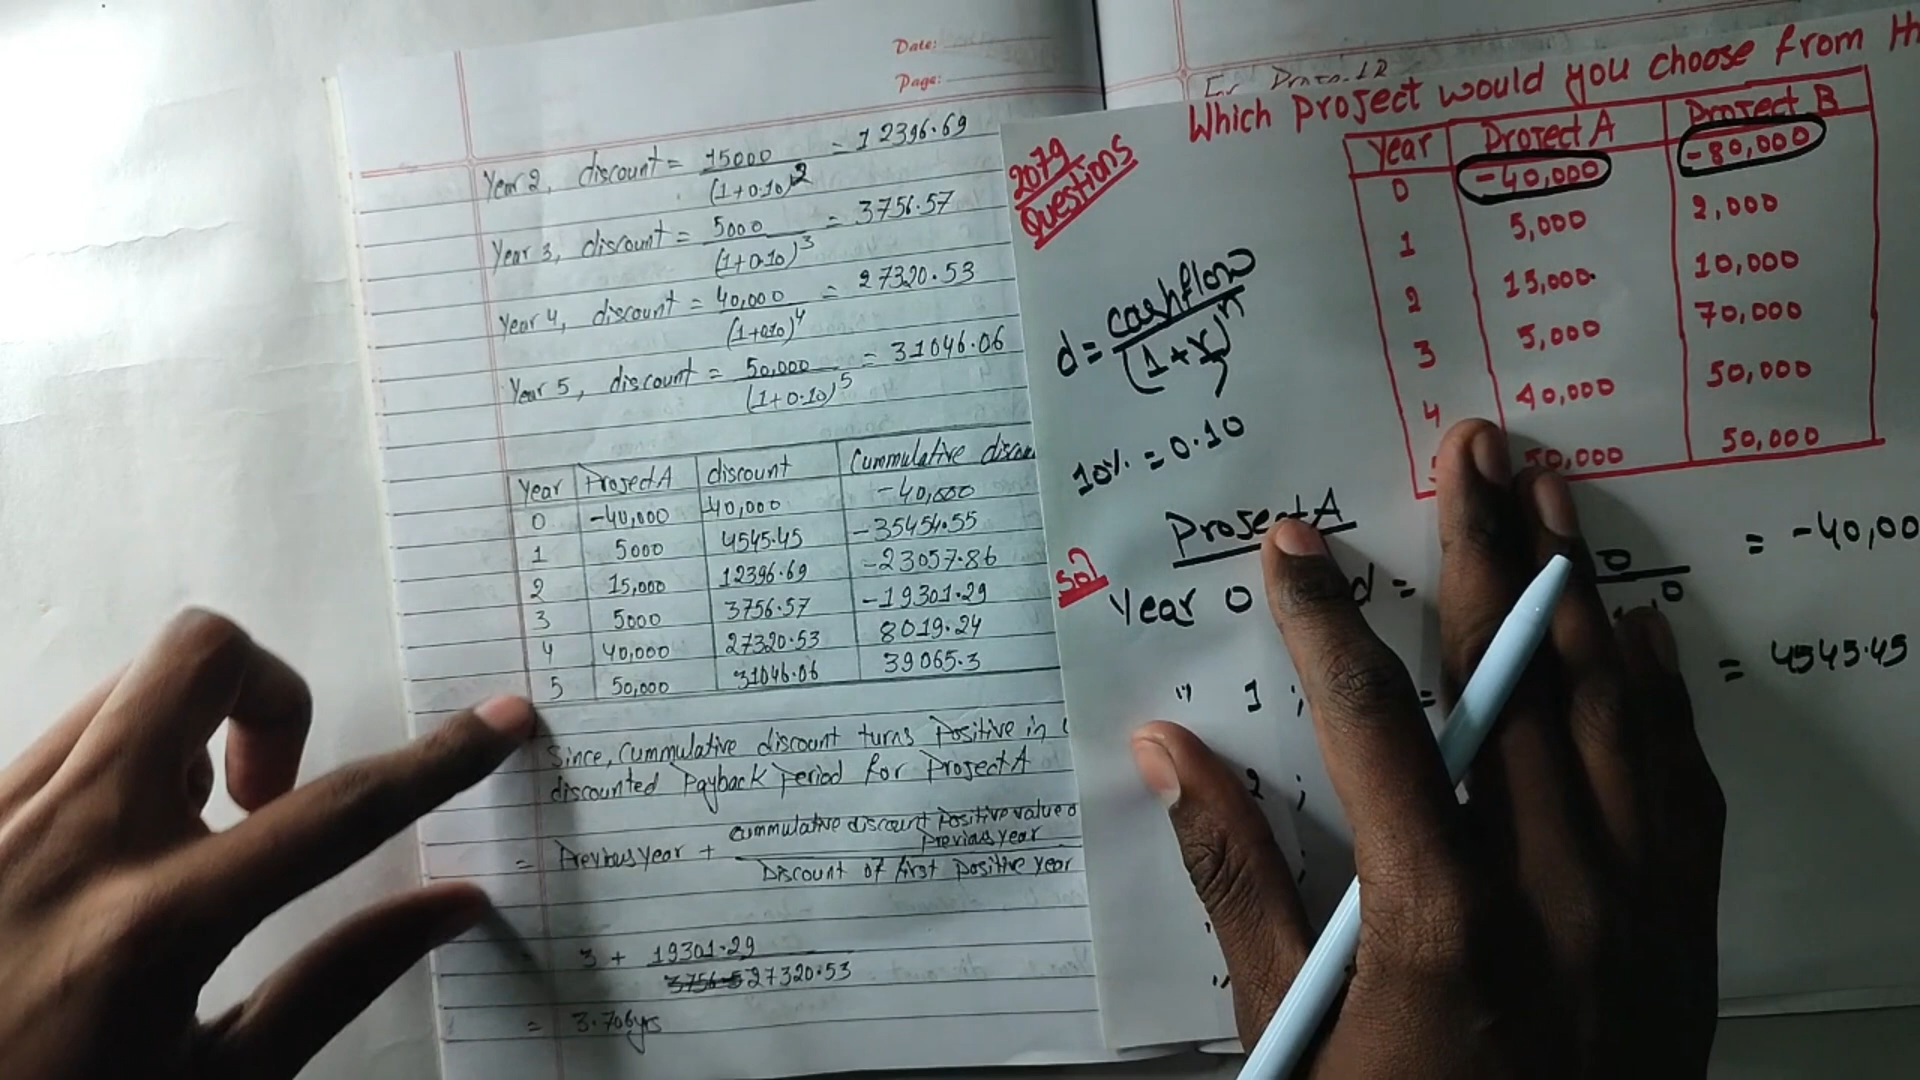 Date:
Page:
Year 2, discount = 15000 / (1+0.10)^2 = 12396.69
Year 3, discount = 5000 / (1+0.10)^3 = 3756.57
Year 4, discount = 40,000 / (1+0.10)^4 = 27320.53
Year 5, discount = 50,000 / (1+0.10)^5 = 31046.06
Year Project A discount Cummulative
0 -40,000 -40,000 -40,000
1 5000 4545.45 -35454.55
2 15,000 12396.69 -23057.86
3 5000 3756.57 -19301.29
4 40,000 27320.53 8019.24
5 50,000 31046.06 39065.3
Since, Cummulative discount turns Positive in
discounted Payback Period for Project A
= Previous year + Cummulative discount Positive value / Previous year
Discount of first Positive Year
3 + 19301.29 / 27320.53
= 3.706yrs
Which Project would you choose from
2079
Questions
Year Project A Project B
0 -40,000 -80,000
1 5,000 2,000
2 15,000. 10,000
3 5,000 70,000
4 40,000 50,000
50,000 50,000
d = cashflow / (1+r)^n
10% = 0.10
Project A
Sol
Year 0 d = = -40,00
" 1 ; = = 4545.45
2 ;